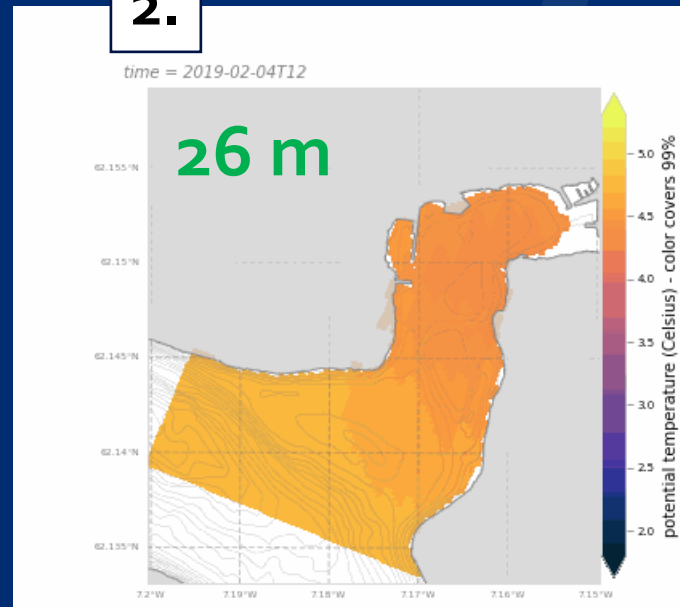 2.
time = 2019-02-04T12
26 m
62.155°N
62.15°N
62.145°N
62.14°N
62.135°N
7.2°W 7.19°W 7.18°W 7.17°W 7.16°W 7.15°W
5.0
4.5
4.0
3.5
3.0
2.5
2.0
potential temperature (Celsius) - color covers 99%